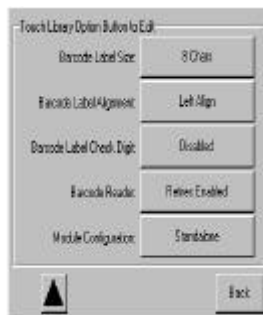 Touch Library Option Button to Edit
Barcode Label Size: 8 Chars
Barcode Label Alignment: Left Align
Barcode Label Check Digit: Disabled
Barcode Reader: Retries Enabled
Module Configuration: Standalone
Back